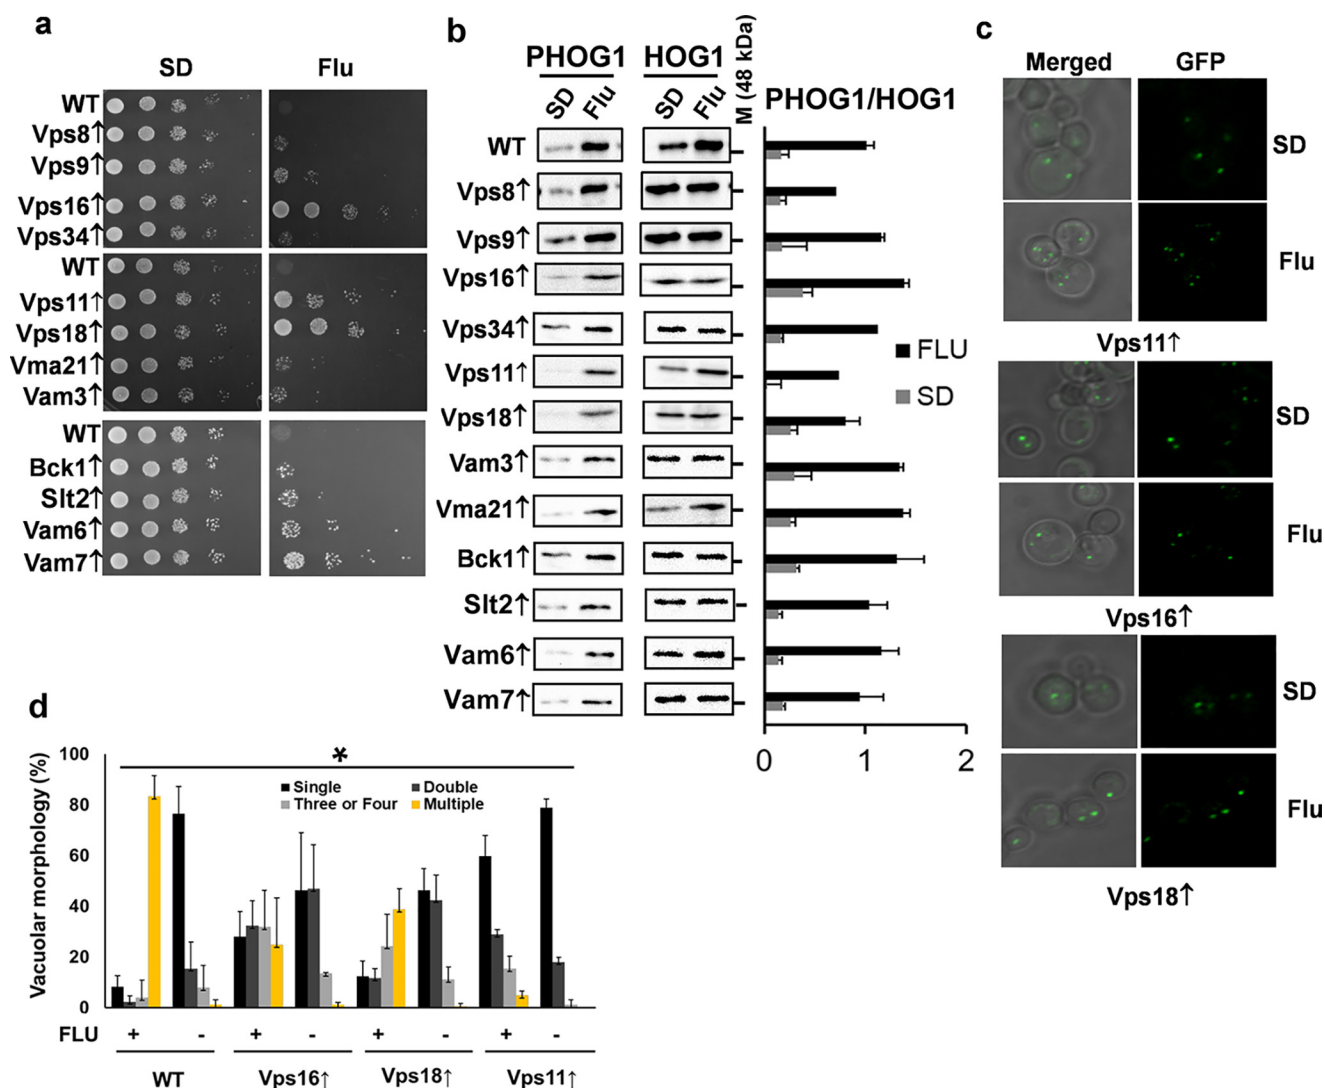 a
SD Flu
WT
Vps8↑
Vps9↑
Vps16↑
Vps34↑
WT
Vps11↑
Vps18↑
Vma21↑
Vam3↑
WT
Bck1↑
Slt2↑
Vam6↑
Vam7↑
b
PHOG1 HOG1
SD Flu SD Flu
M (48 kDa)
PHOG1/HOG1
WT
Vps8↑
Vps9↑
Vps16↑
Vps34↑
Vps11↑
Vps18↑
Vam3↑
Vma21↑
Bck1↑
Slt2↑
Vam6↑
Vam7↑
FLU
SD
0 1 2
c
Merged GFP
SD
Flu
Vps11↑
SD
Flu
Vps16↑
SD
Flu
Vps18↑
d
Vacuolar morphology (%)
100
80
60
40
20
0
*
Single Double
Three or Four Multiple
FLU + - + - + - + -
WT Vps16↑ Vps18↑ Vps11↑